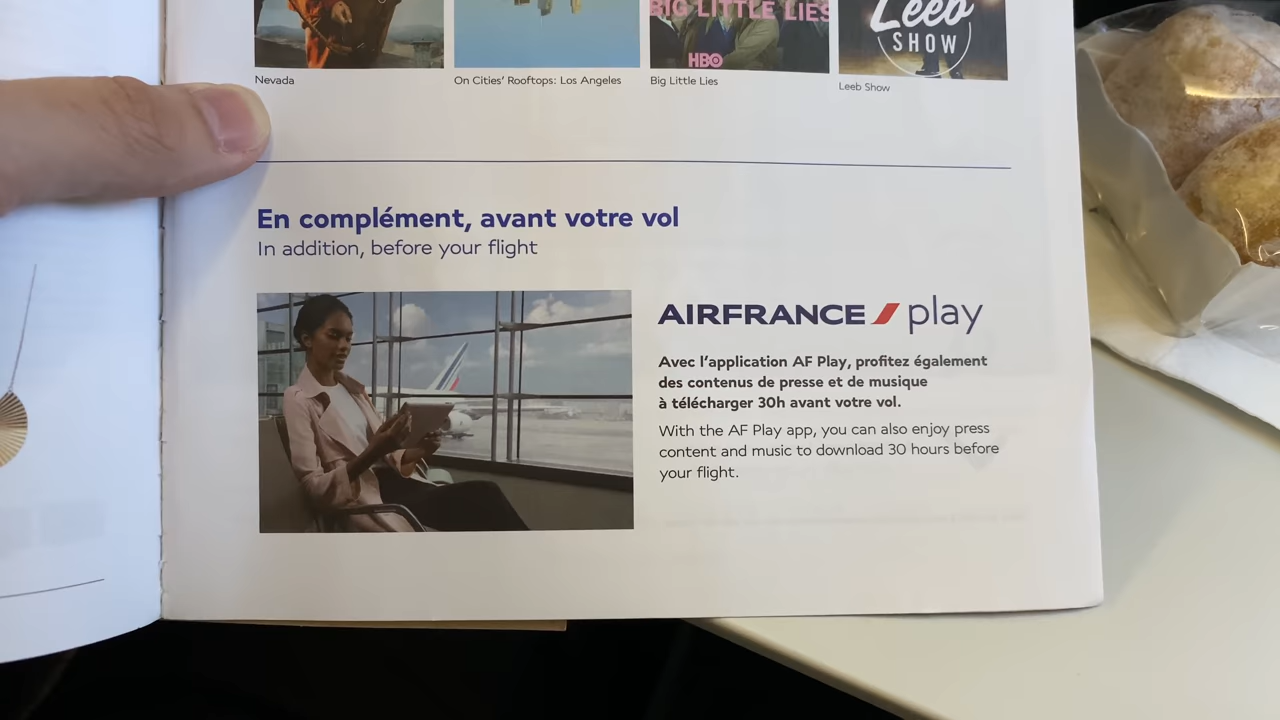 BIG LITTLE LIES
HBO
Leeb
SHOW
Nevada
On Cities' Rooftops: Los Angeles
Big Little Lies
Leeb Show
En complément, avant votre vol
In addition, before your flight
AIRFRANCE play
Avec l'application AF Play, profitez également
des contenus de presse et de musique
à télécharger 30h avant votre vol.
With the AF Play app, you can also enjoy press
content and music to download 30 hours before
your flight.